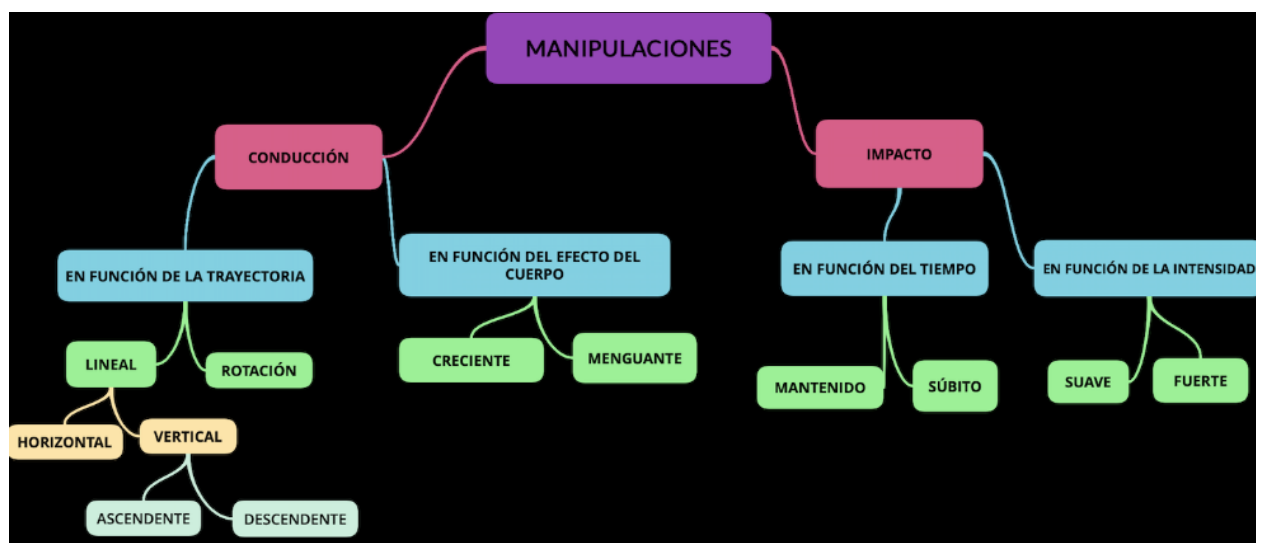 MANIPULACIONES
CONDUCCIÓN
IMPACTO
EN FUNCIÓN DE LA TRAYECTORIA
EN FUNCIÓN DEL EFECTO DEL
CUERPO
EN FUNCIÓN DEL TIEMPO
EN FUNCIÓN DE LA INTENSIDAD
LINEAL
ROTACIÓN
CRECIENTE
MENGUANTE
MANTENIDO
SÚBITO
SUAVE
FUERTE
HORIZONTAL
VERTICAL
ASCENDENTE
DESCENDENTE